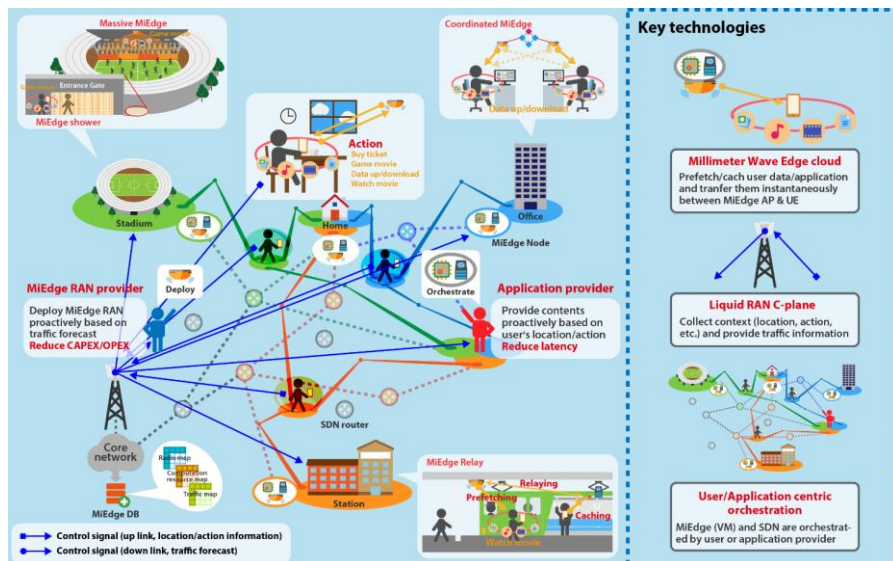 Massive MiEdge
Game movie
Entrance Gate
MiEdge shower
Coordinated MiEdge
Data up/download
Action
Buy ticket
Game movie
Data up/download
Watch movie
Stadium
Home
Office
MiEdge Node
MiEdge RAN provider
Deploy
Deploy MiEdge RAN
proactively based on
traffic forecast
Reduce CAPEX/OPEX
Orchestrate
Application provider
Provide contents
proactively based on
user's location/action
Reduce latency
SDN router
Core
network
MiEdge DB
Radio map
Computation
resource map
Traffic map
Station
MiEdge Relay
Relaying
Prefetching
Caching
Watch movie
Control signal (up link, location/action information)
Control signal (down link, traffic forecast)
Key technologies
Millimeter Wave Edge cloud
Prefetch/cach user data/application
and tranfer them instantaneously
between MiEdge AP & UE
Liquid RAN C-plane
Collect context (location, action,
etc.) and provide traffic information
User/Application centric
orchestration
MiEdge (VM) and SDN are orchestrat-
ed by user or application provider